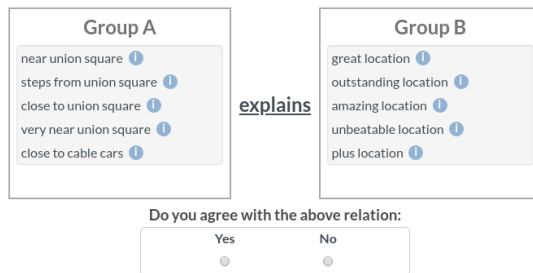 Group A
near union square
steps from union square
close to union square
very near union square
close to cable cars
explains
Group B
great location
outstanding location
amazing location
unbeatable location
plus location
Do you agree with the above relation:
Yes No